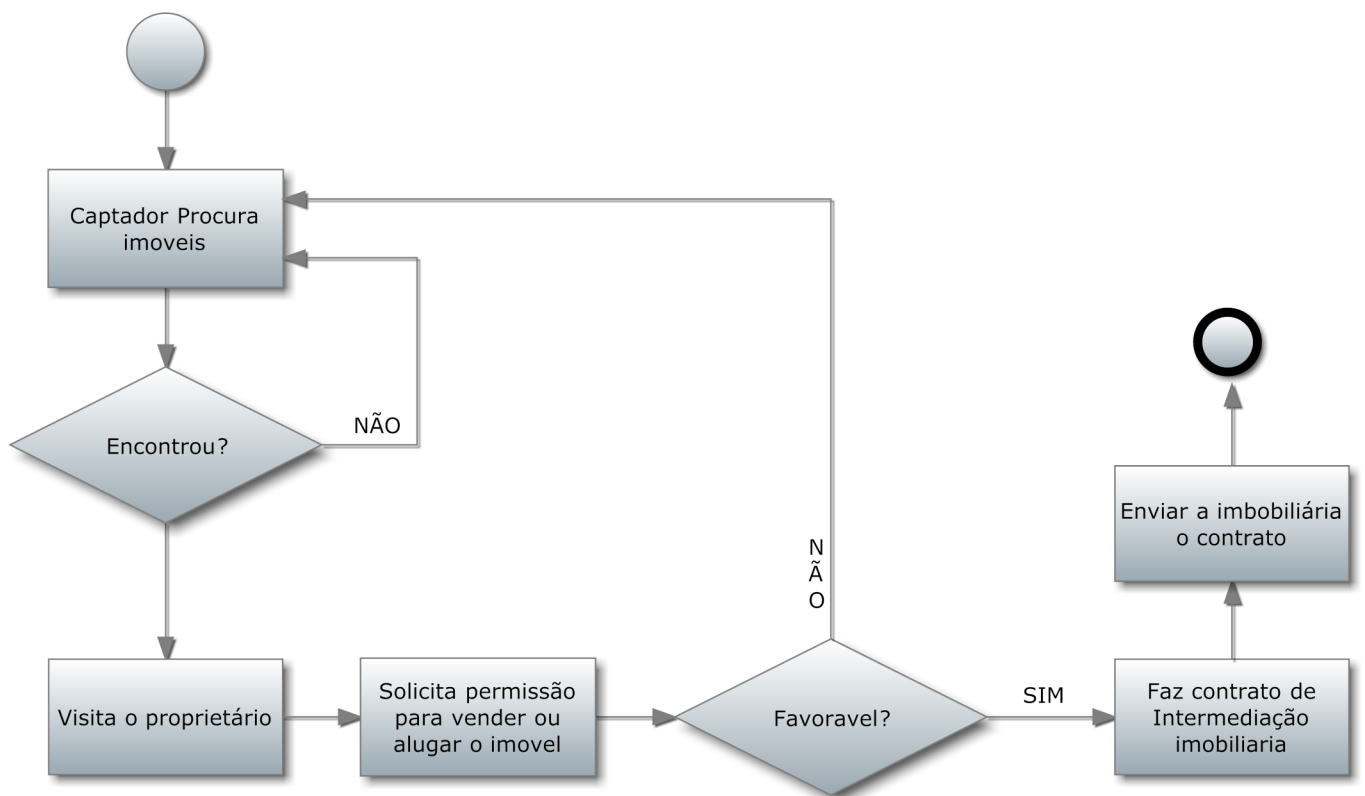 Captador Procura
imoveis
Encontrou?
NÃO
Visita o proprietário
Solicita permissão
para vender ou
alugar o imovel
Favoravel?
N
Ã
O
SIM
Faz contrato de
Intermediação
imobiliaria
Enviar a imbobiliária
o contrato